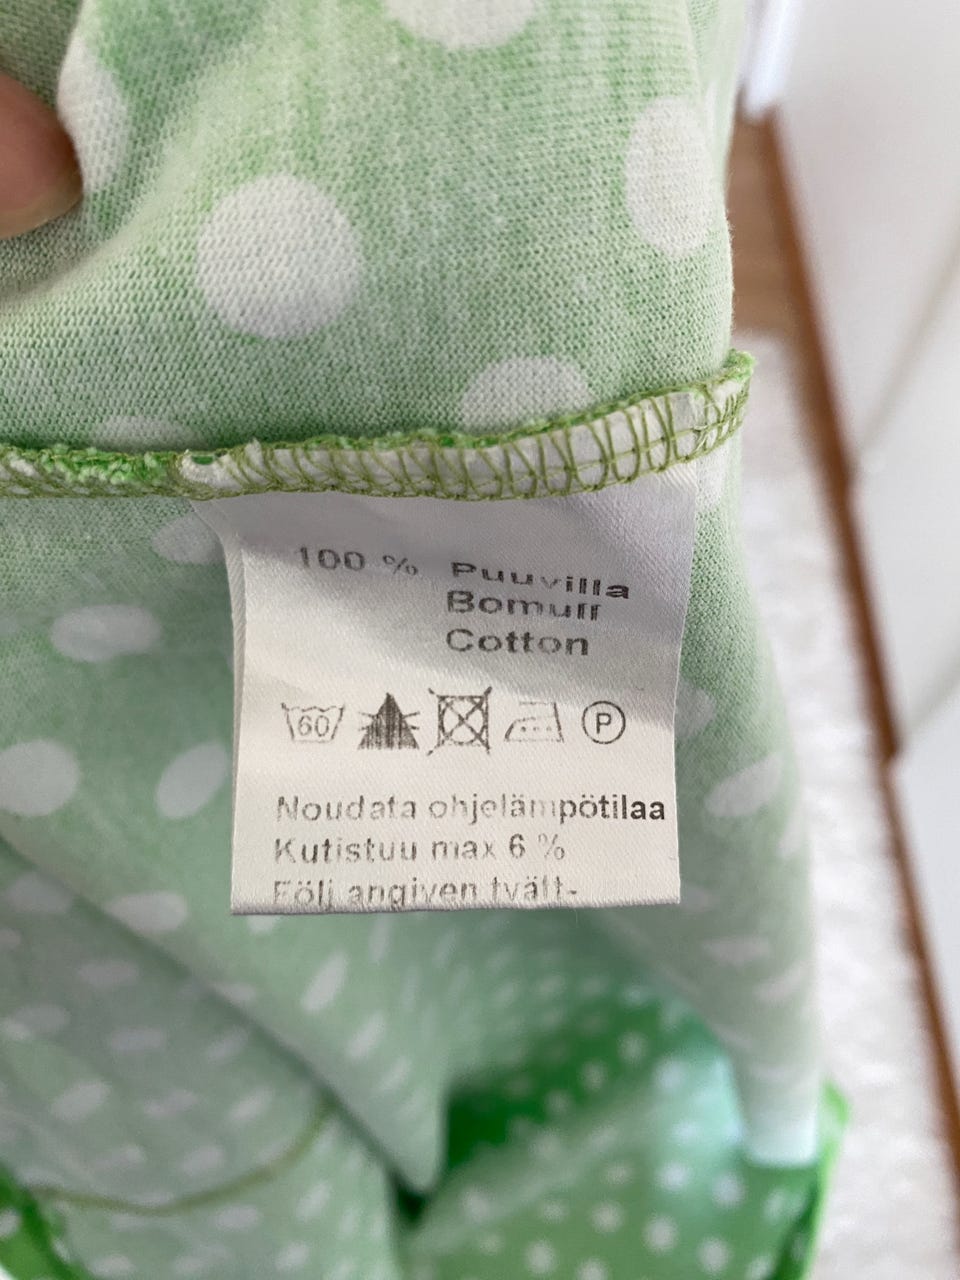 100 % Puuvilla
Bomull
Cotton
60 P
Noudata ohjelämpötilaa
Kutistuu max 6 %
Följ angiven tvätt-